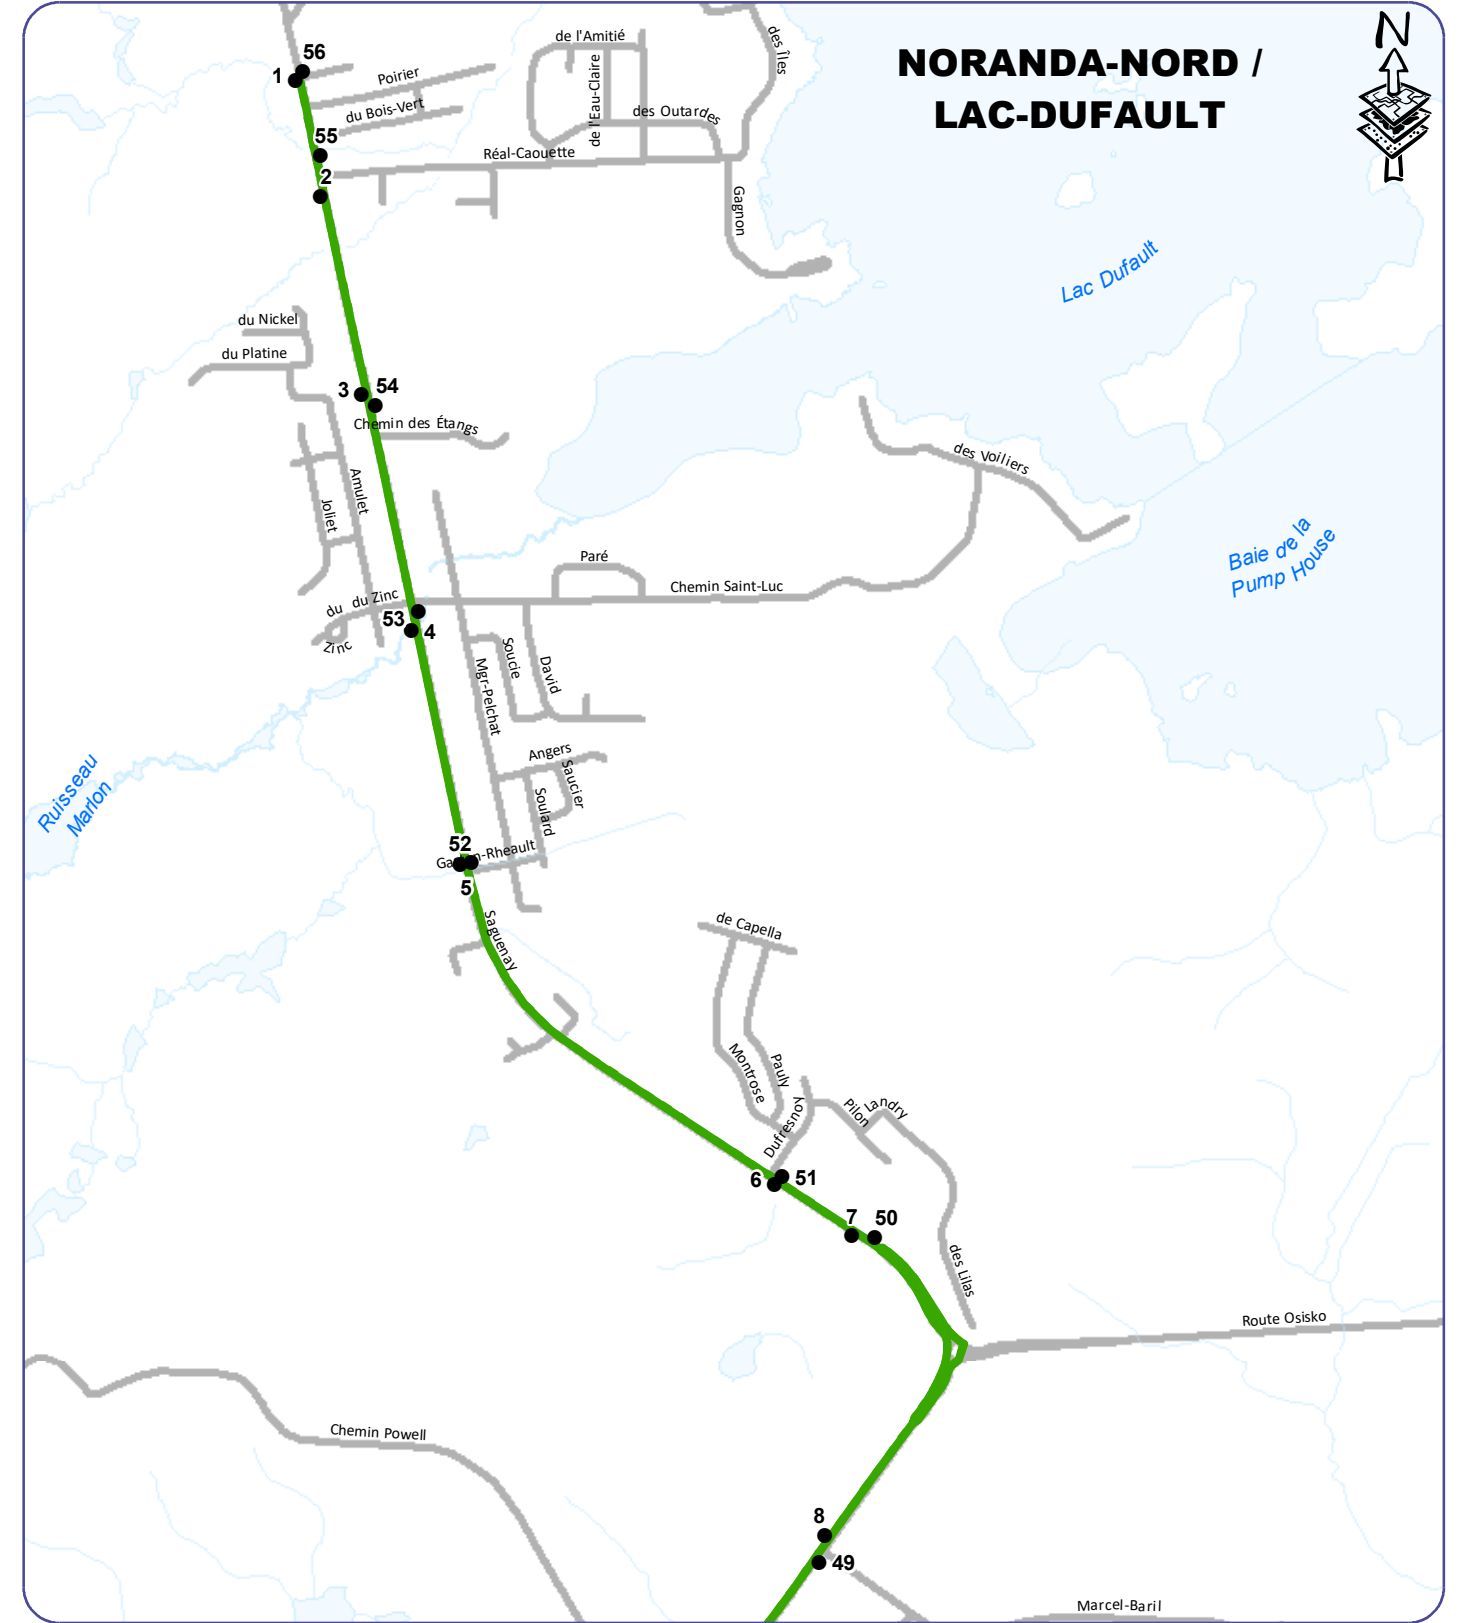 NORANDA-NORD /
LAC-DUFAULT
N
56
1
Poirier
du Bois-Vert
55
2
de l'Amitié
de l'Eau-Claire
des Outardes
des Îles
Réal-Caouette
Gagnon
Lac Dufault
du Nickel
du Platine
3
54
Chemin des Étangs
Amulet
Joliet
des Voiliers
Baie de la
Pump House
Paré
Chemin Saint-Luc
du Zinc
du
Zinc
53
4
Soucie
David
Mgr-Pelchat
Angers
Saucier
Soulard
Ruisseau
Marlon
52
5
Saguenay
de Capella
Montrose
Pauly
Dufresnoy
Pilon
Landry
6
51
7
50
des Lilas
Route Osisko
Chemin Powell
8
49
Marcel-Baril